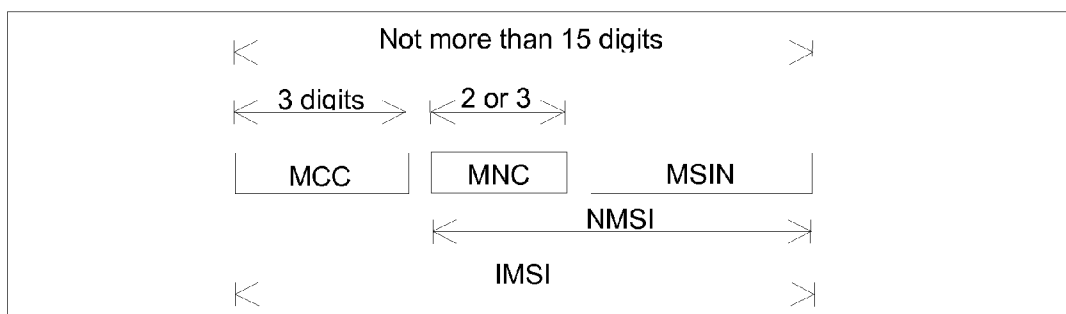 Not more than 15 digits
3 digits 2 or 3
MCC MNC MSIN
NMSI
IMSI